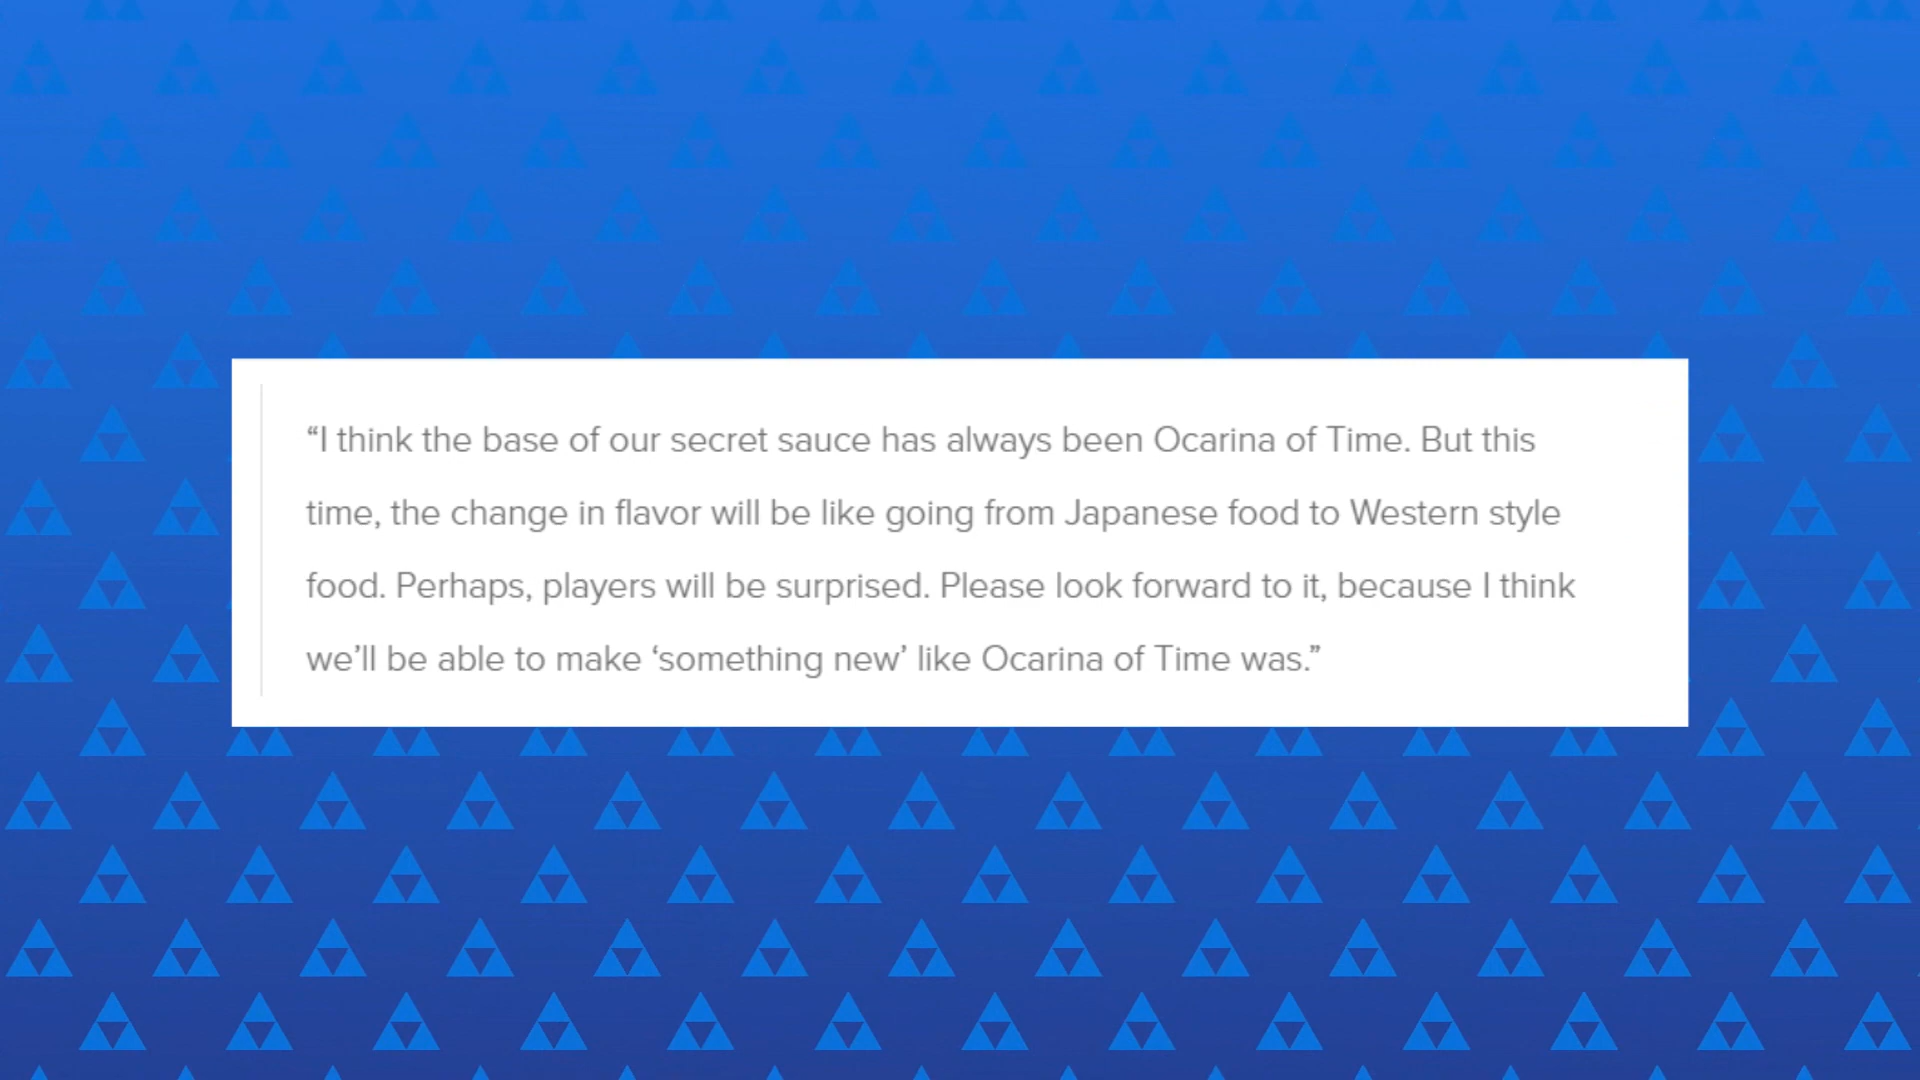 “I think the base of our secret sauce has always been Ocarina of Time. But this
time, the change in flavor will be like going from Japanese food to Western style
food. Perhaps, players will be surprised. Please look forward to it, because I think
we’ll be able to make ‘something new’ like Ocarina of Time was.”